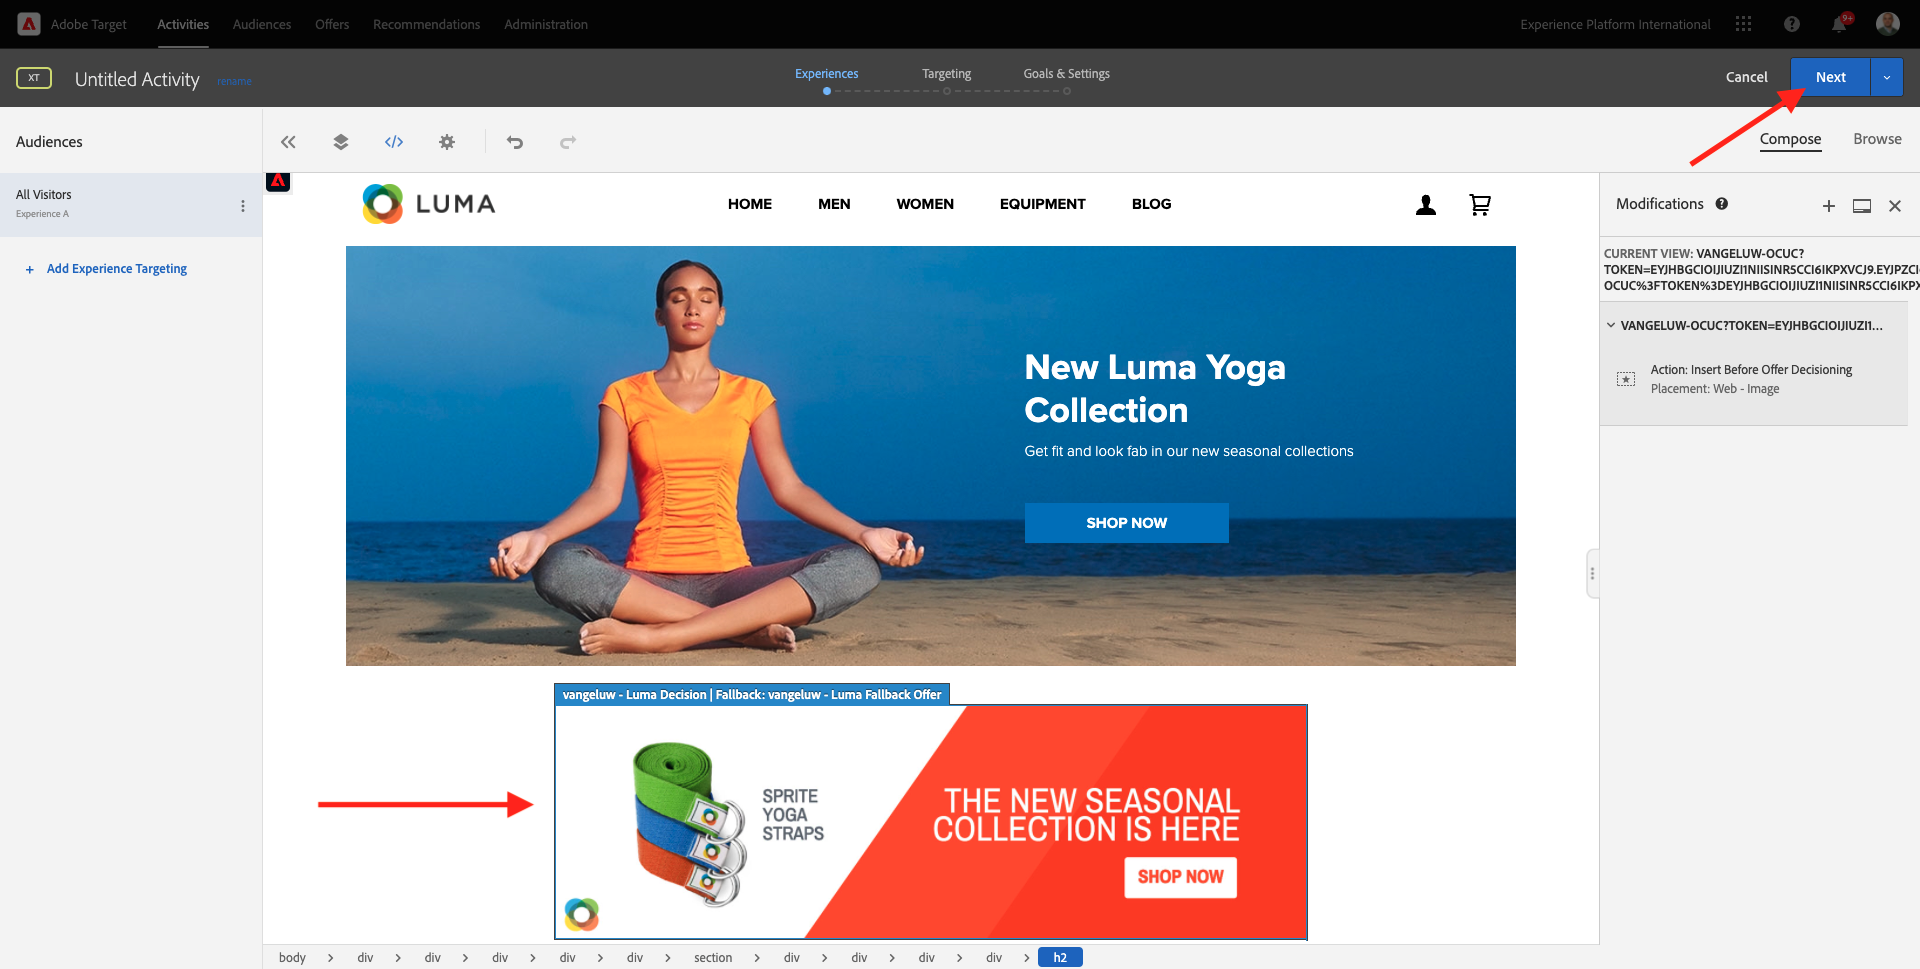 Adobe Target
Activities
Audiences
Offers
Recommendations
Administration
Experience Platform International
9+
XT
Untitled Activity
rename
Experiences
Targeting
Goals & Settings
Cancel
Next
Audiences
</>
Compose
Browse
All Visitors
Experience A
+ Add Experience Targeting
LUMA
HOME
MEN
WOMEN
EQUIPMENT
BLOG
Modifications
CURRENT VIEW: VANGELUW-OCUC?
TOKEN=EYJHBGCIOIJIUZI1NIISINR5CCI6IKPXVCJ9.EYJPZCI
OCUC%3FTOKEN%3DEYJHBGCIOIJIUZI1NIISINR5CCI6IKPX
VANGELUW-OCUC?TOKEN=EYJHBGCIOIJIUZI1...
Action: Insert Before Offer Decisioning
Placement: Web - Image
New Luma Yoga
Collection
Get fit and look fab in our new seasonal collections
SHOP NOW
vangeluw - Luma Decision | Fallback: vangeluw - Luma Fallback Offer
SPRITE
YOGA
STRAPS
THE NEW SEASONAL
COLLECTION IS HERE
SHOP NOW
body > div > div > div > div > div > section > div > div > div > div > h2